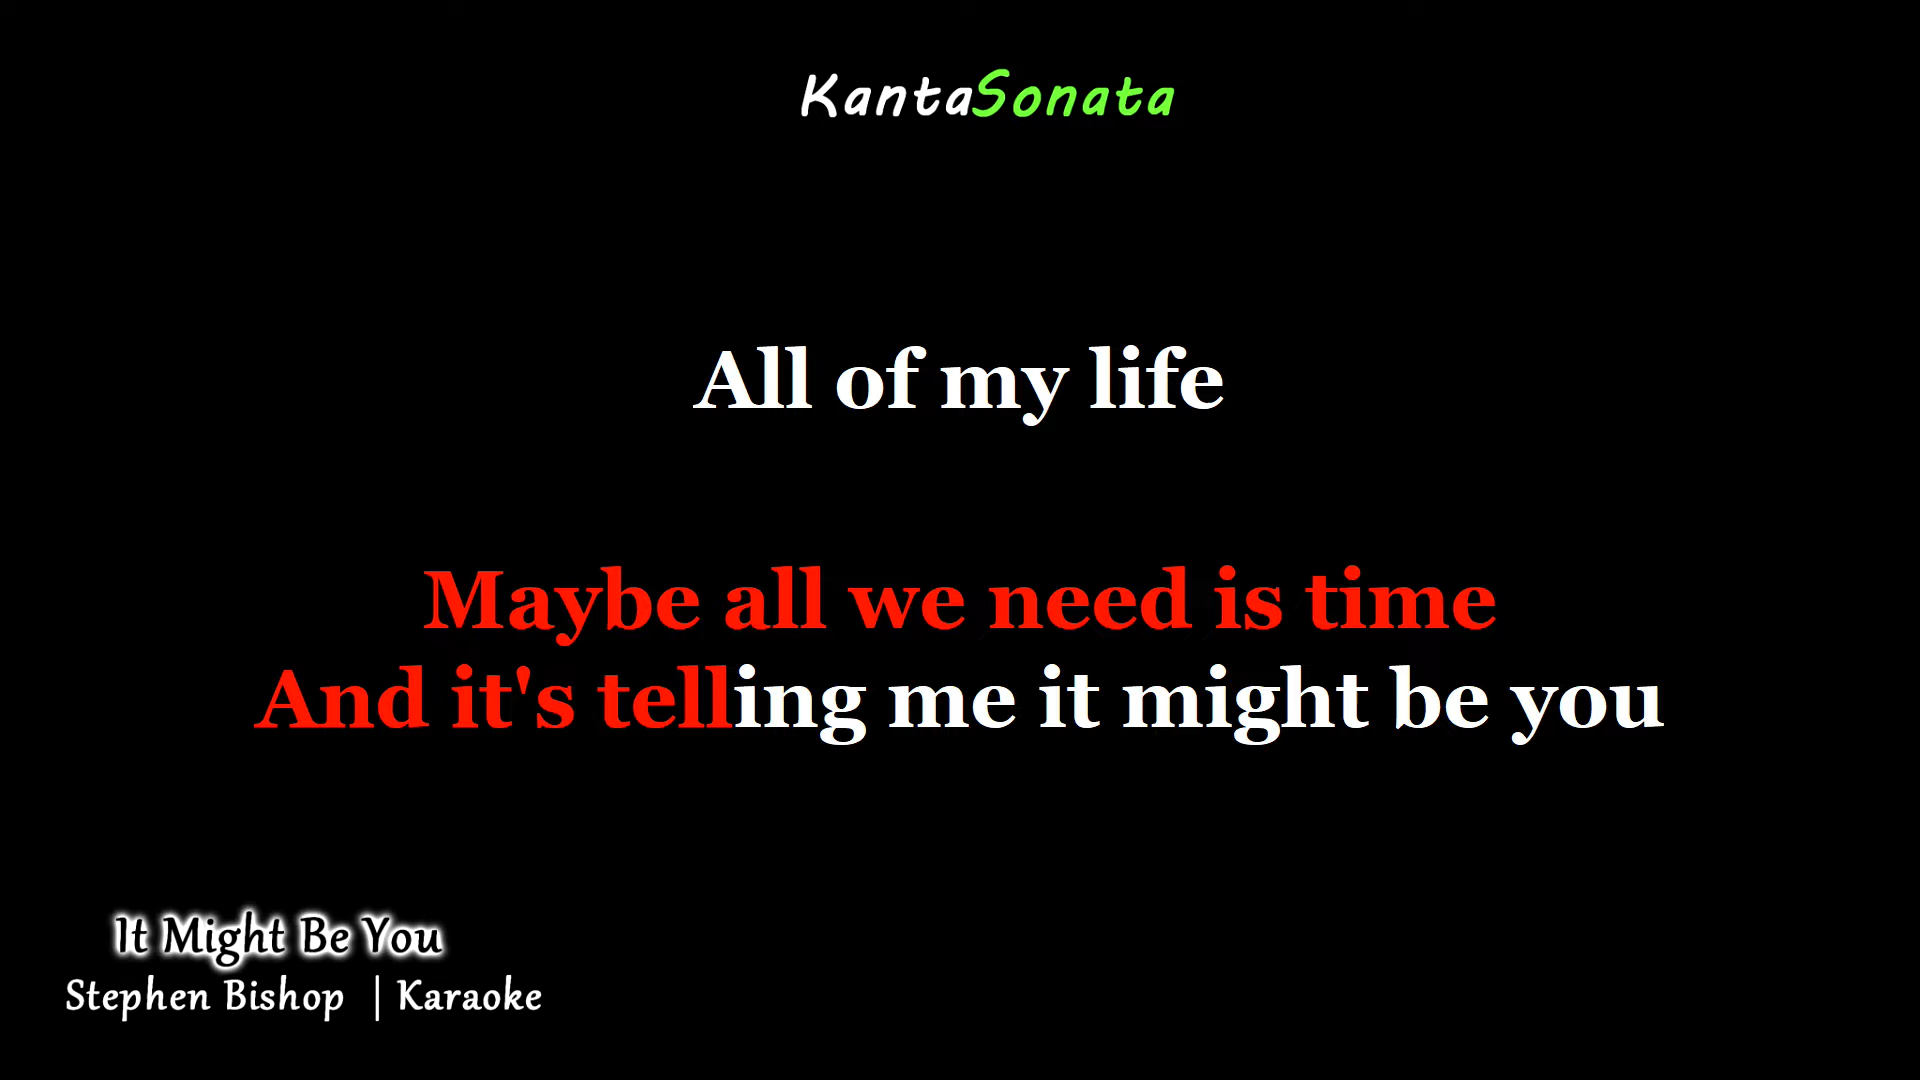 KantaSonata
All of my life
Maybe all we need is time
And it's telling me it might be you
It Might Be You
Stephen Bishop | Karaoke